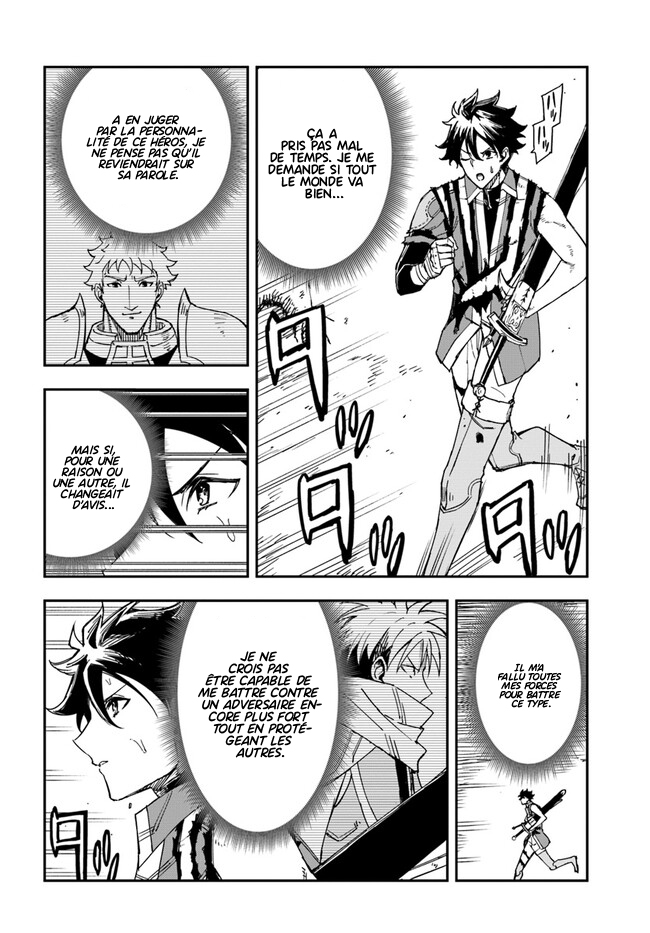 ÇA A
PRIS PAS MAL
DE TEMPS. JE ME
DEMANDE SI TOUT
LE MONDE VA
BIEN...
A EN JUGER
PAR LA PERSONNA-
LITÉ DE CE HÉROS, JE
NE PENSE PAS QU'IL
REVIENDRAIT SUR
SA PAROLE.
MAIS SI,
POUR UNE
RAISON OU
UNE AUTRE, IL
CHANGEAIT
D'AVIS...
IL M'A
FALLU TOUTES
MES FORCES
POUR BATTRE
CE TYPE.
JE NE
CROIS PAS
ÊTRE CAPABLE DE
ME BATTRE CONTRE
UN ADVERSAIRE EN-
CORE PLUS FORT
TOUT EN PROTÉ-
GEANT LES
AUTRES.